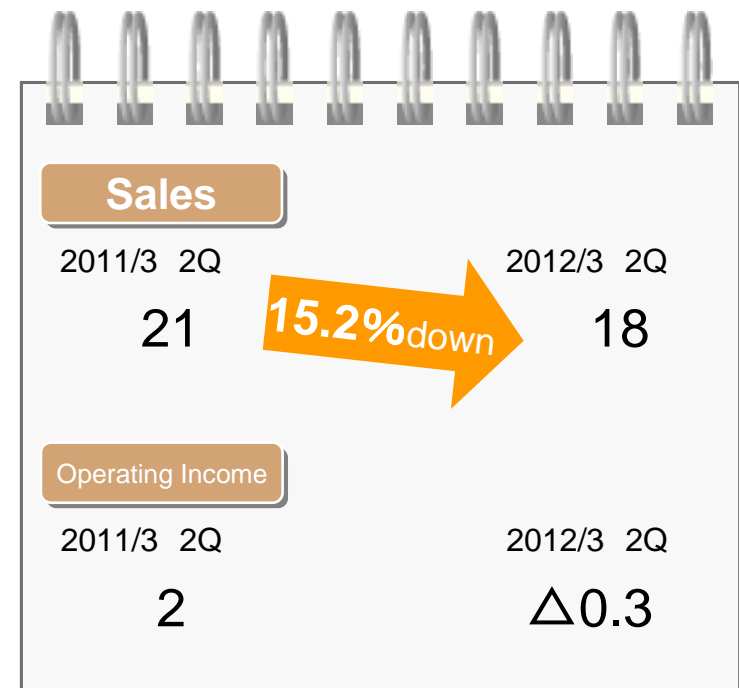 Sales
2011/3 2Q 2012/3 2Q
21 15.2%down 18
Operating Income
2011/3 2Q 2012/3 2Q
2 △0.3